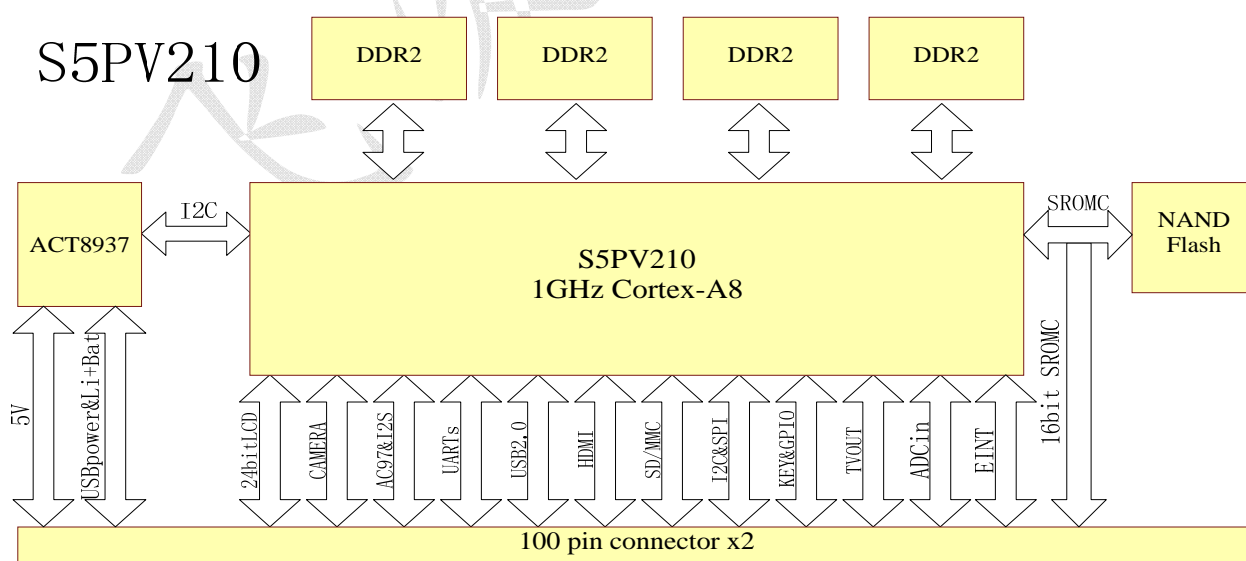 S5PV210
DDR2
DDR2
DDR2
DDR2
ACT8937
I2C
S5PV210
1GHz Cortex-A8
SROMC
NAND
Flash
5V
USBpower&Li+Bat
24bitLCD
CAMERA
AC97&I2S
UARTs
USB2.0
HDMI
SD/MMC
I2C&SPI
KEY&GPIO
TVOUT
ADCin
EINT
16bit SROMC
100 pin connector x2